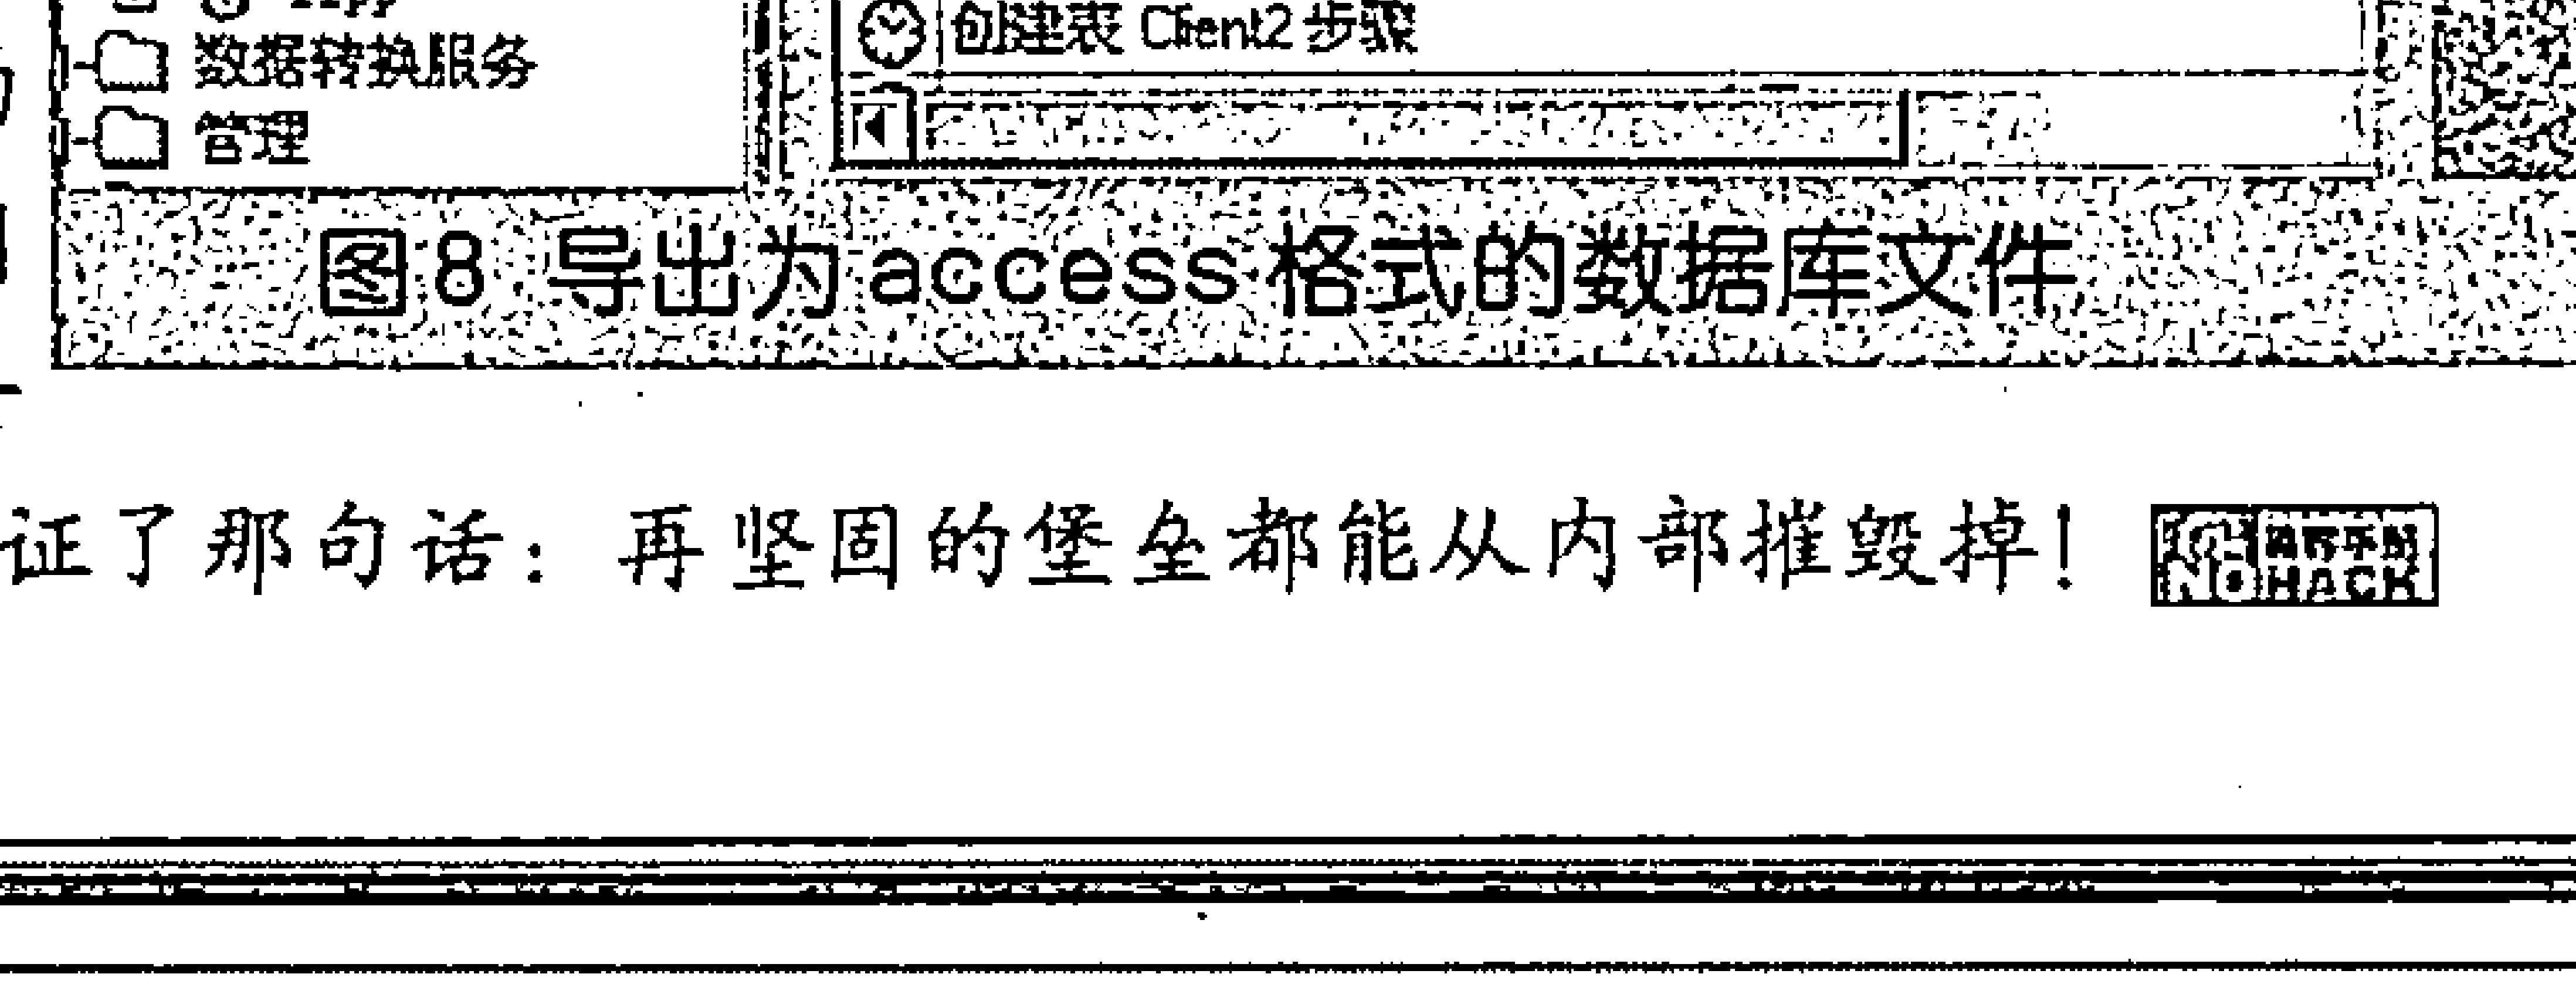 创建表 Client2 步骤
数据转换服务
管理
图8 导出为access格式的数据库文件
证了那句话：再坚固的堡垒都能从内部摧毁掉！
HACK